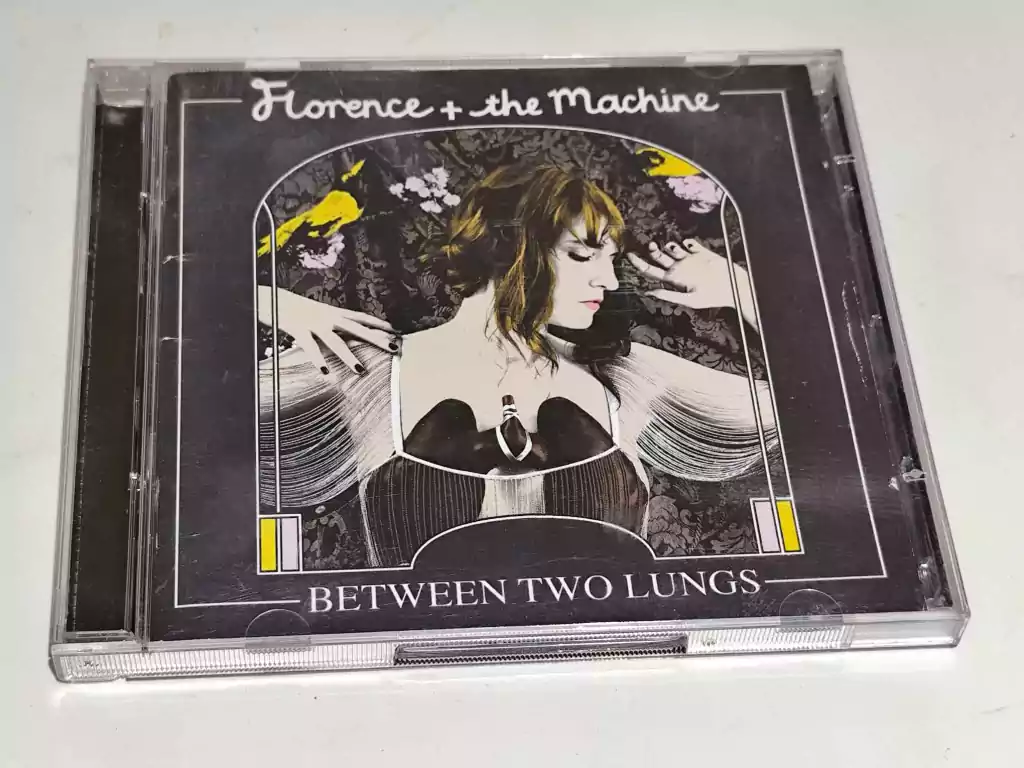 Florence + the Machine
BETWEEN TWO LUNGS